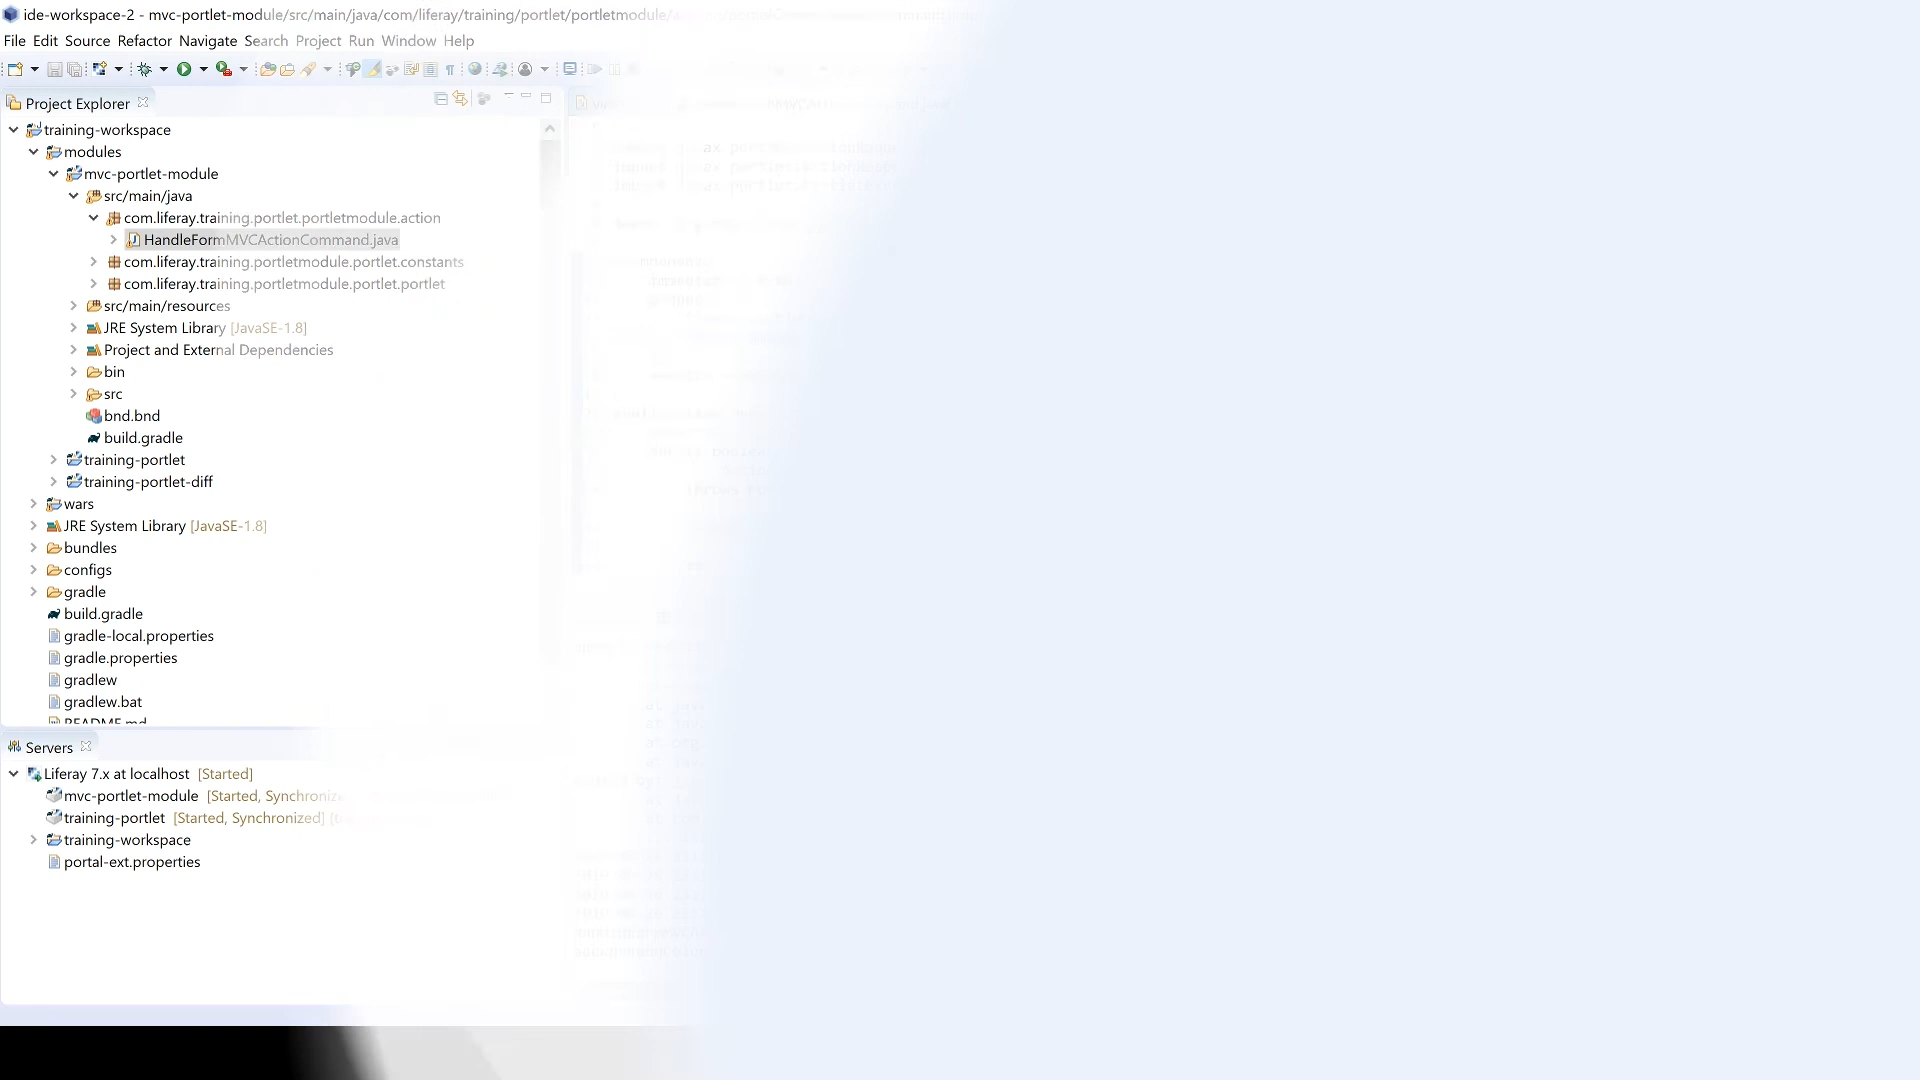 ide-workspace-2 - mvc-portlet-module/src/main/java/com/liferay/training/portlet/portletmodule/
File Edit Source Refactor Navigate Search Project Run Window Help
Project Explorer
training-workspace
modules
mvc-portlet-module
src/main/java
com.liferay.training.portlet.portletmodule.action
HandleFormMVCActionCommand.java
com.liferay.training.portletmodule.portlet.constants
com.liferay.training.portletmodule.portlet.portlet
src/main/resources
JRE System Library [JavaSE-1.8]
Project and External Dependencies
bin
src
bnd.bnd
build.gradle
training-portlet
training-portlet-diff
wars
JRE System Library [JavaSE-1.8]
bundles
configs
gradle
build.gradle
gradle-local.properties
gradle.properties
gradlew
gradlew.bat
README.md
Servers
Liferay 7.x at localhost [Started]
mvc-portlet-module [Started, Synchronize
training-portlet [Started, Synchronized]
training-workspace
portal-ext.properties